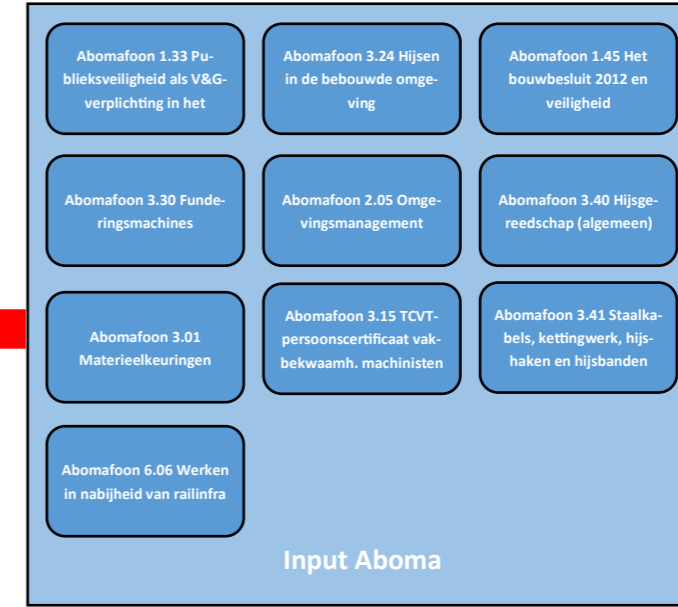 Abomafoon 1.33 Pu-
blieksveiligheid als V&G-
verplichting in het
Abomafoon 3.24 Hijsen
in de bebouwde omge-
ving
Abomafoon 1.45 Het
bouwbesluit 2012 en
veiligheid
Abomafoon 3.30 Funde-
ringsmachines
Abomafoon 2.05 Omge-
vingsmanagement
Abomafoon 3.40 Hijsge-
reedschap (algemeen)
Abomafoon 3.01
Materieelkeuringen
Abomafoon 3.15 TCVT-
persoonscertificaat vak-
bekwaamh. machinisten
Abomafoon 3.41 Staalka-
bels, kettingwerk, hijs-
haken en hijsbanden
Abomafoon 6.06 Werken
in nabijheid van railinfra
Input Aboma